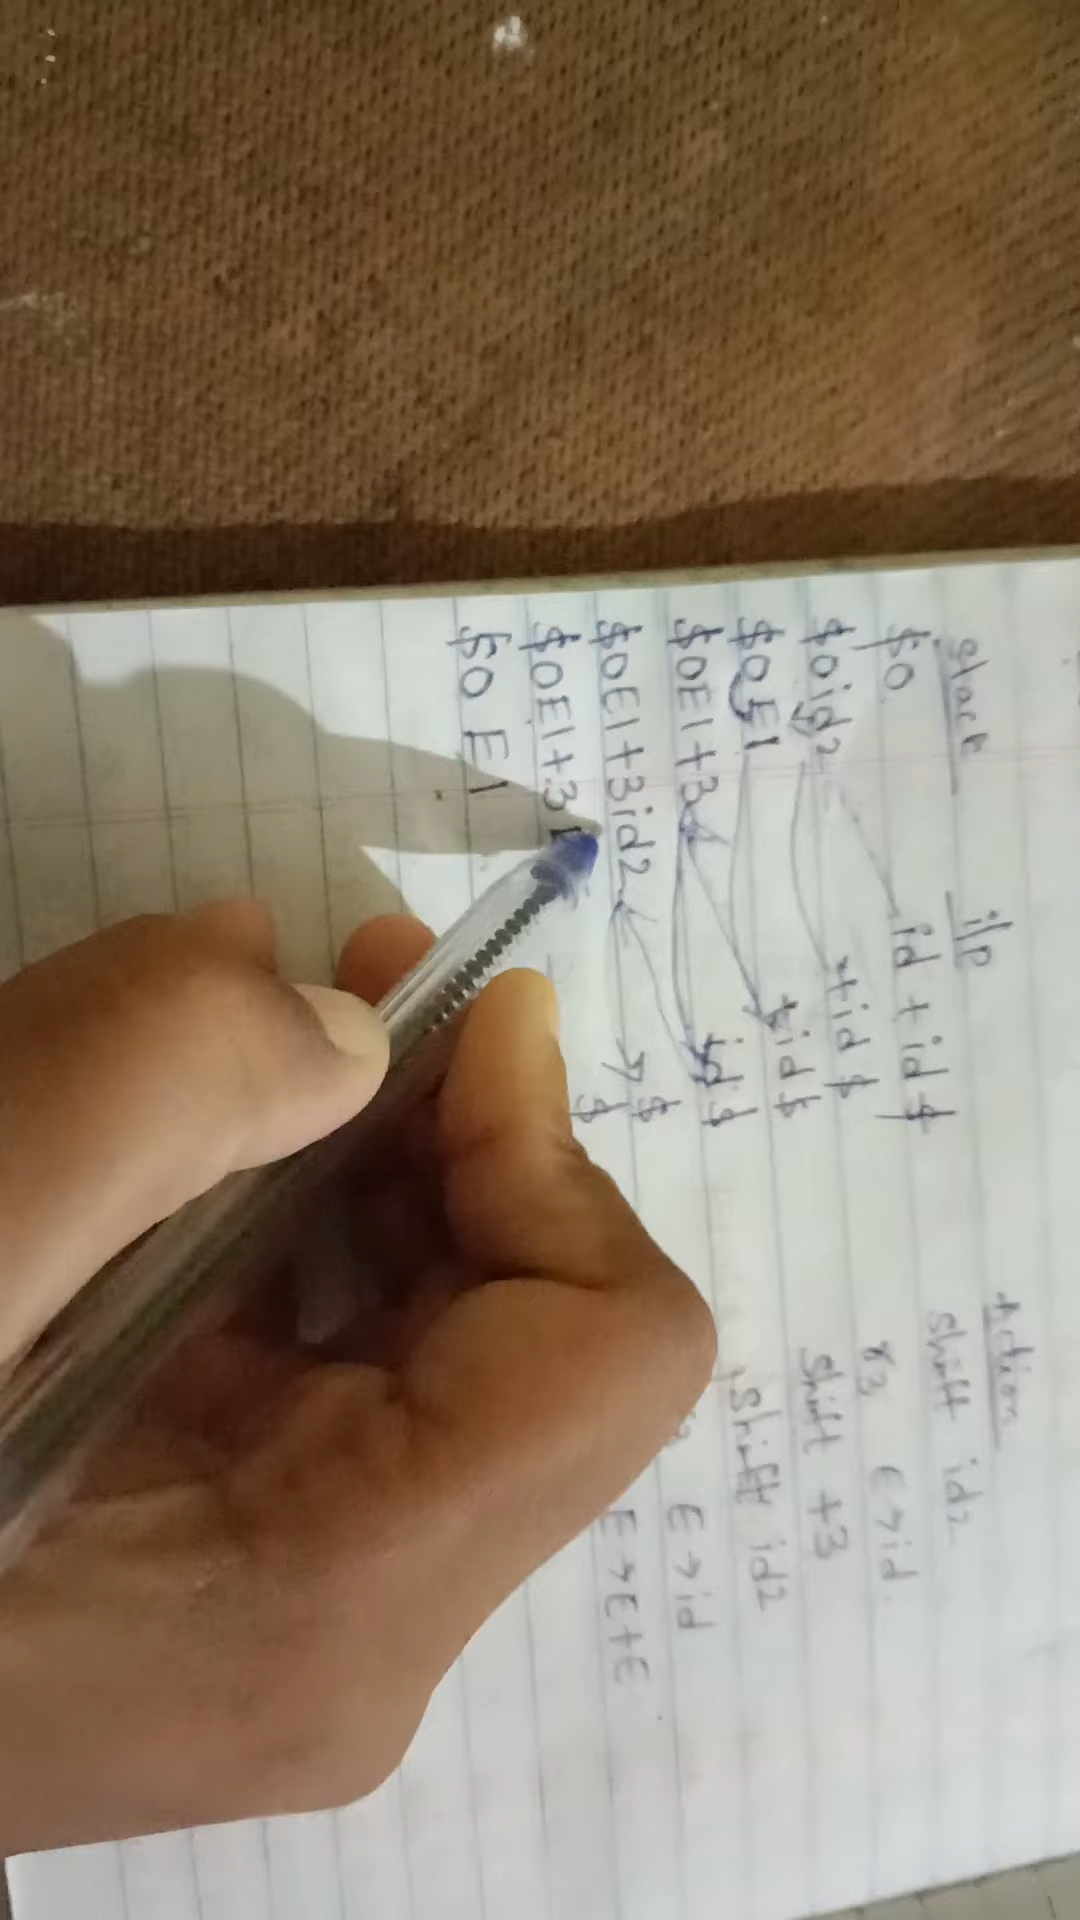 stack i/p Action
$0 id + id $ shift id2
$0id2 +id $ r3 E→id
$0E1 +id $ shift +3
$0E1+3 id $ shift id2
$0E1+3id2 $ E→id
$0E1+3 $ E→E+E
$0 E1